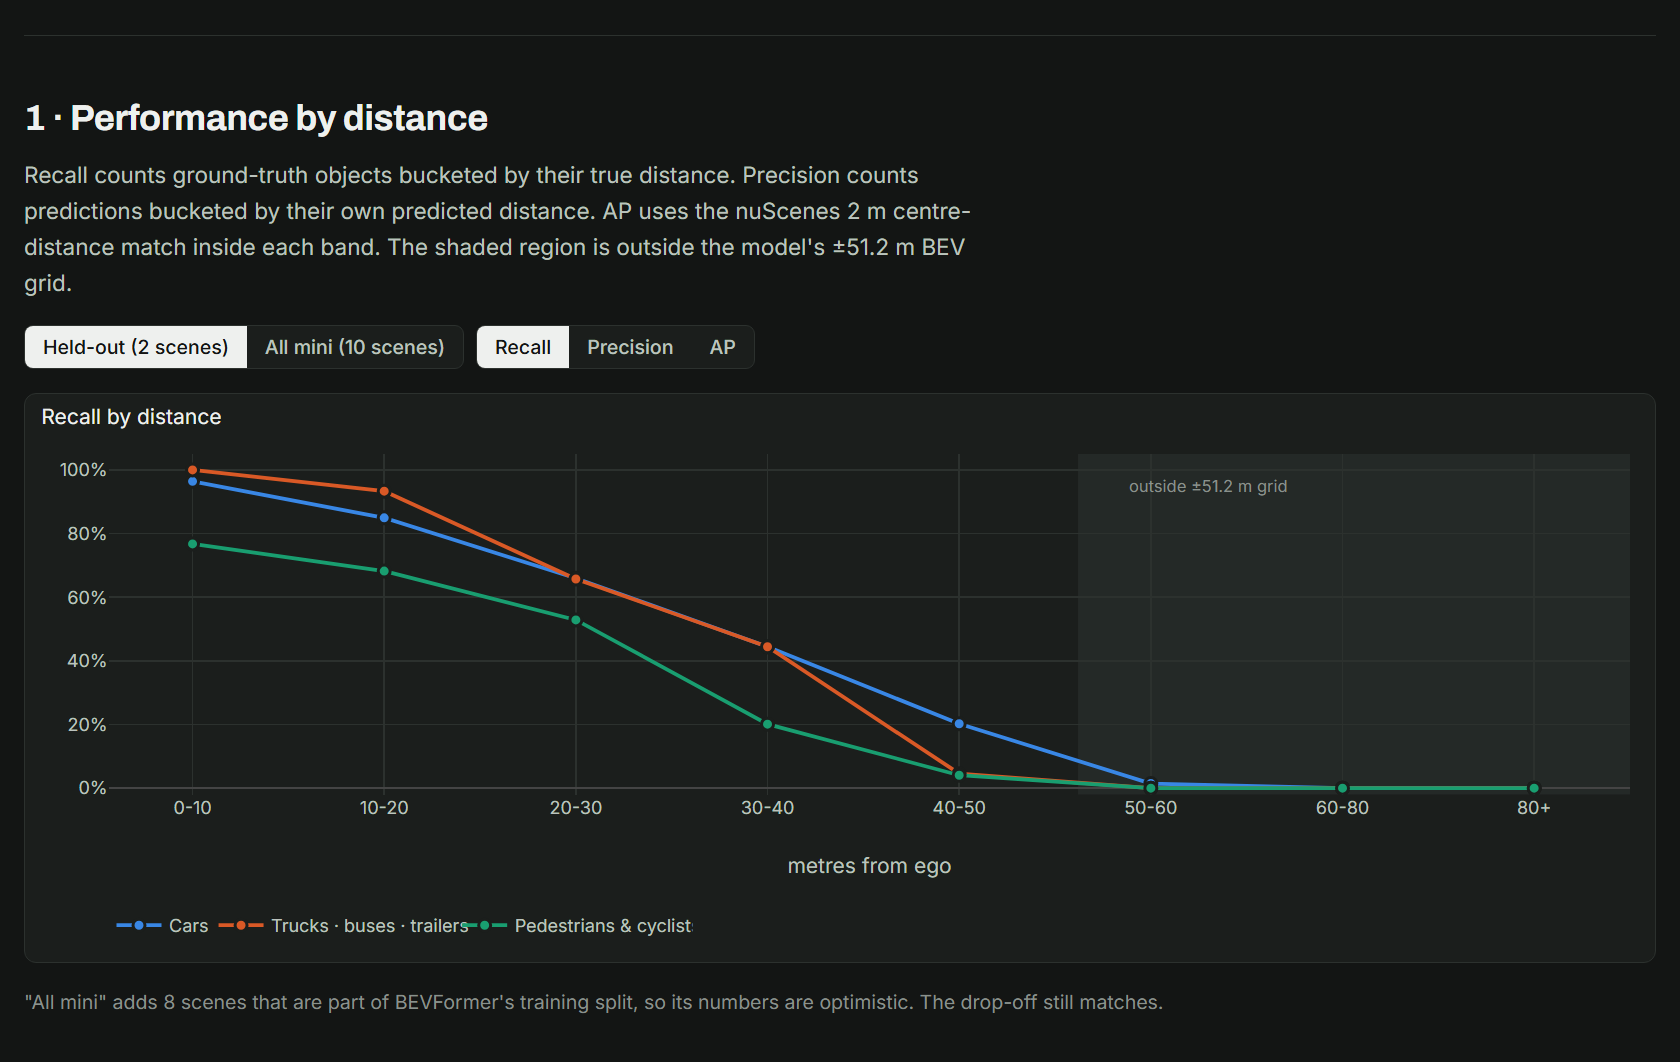 1 · Performance by distance
Recall counts ground-truth objects bucketed by their true distance. Precision counts
predictions bucketed by their own predicted distance. AP uses the nuScenes 2 m centre-
distance match inside each band. The shaded region is outside the model's ±51.2 m BEV
grid.
Held-out (2 scenes) All mini (10 scenes) Recall Precision AP
Recall by distance
100%
outside ±51.2 m grid
80%
60%
40%
20%
0%
0-10 10-20 20-30 30-40 40-50 50-60 60-80 80+
metres from ego
Cars Trucks · buses · trailers Pedestrians & cyclist
"All mini" adds 8 scenes that are part of BEVFormer's training split, so its numbers are optimistic. The drop-off still matches.